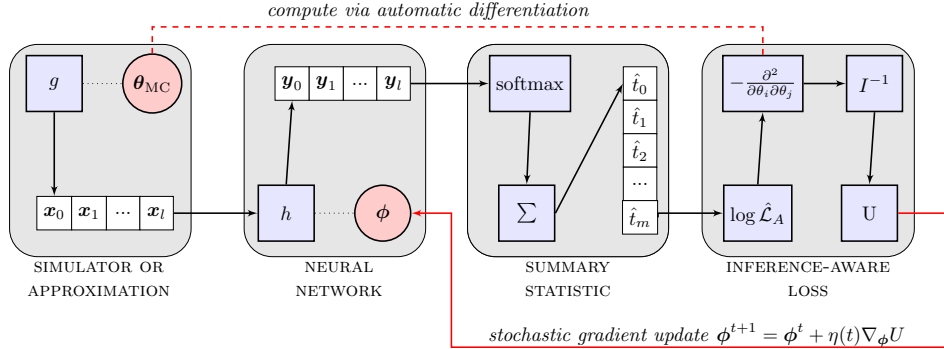 compute via automatic differentiation
g
θ_MC
x_0 x_1 ... x_l
SIMULATOR OR
APPROXIMATION
y_0 y_1 ... y_l
h
ϕ
NEURAL
NETWORK
softmax
∑
t̂_0
t̂_1
t̂_2
...
t̂_m
SUMMARY
STATISTIC
−∂²/∂θ_i∂θ_j
I⁻¹
log 𝓛̂_A
U
INFERENCE-AWARE
LOSS
stochastic gradient update ϕ^{t+1} = ϕ^t + η(t)∇_ϕ U